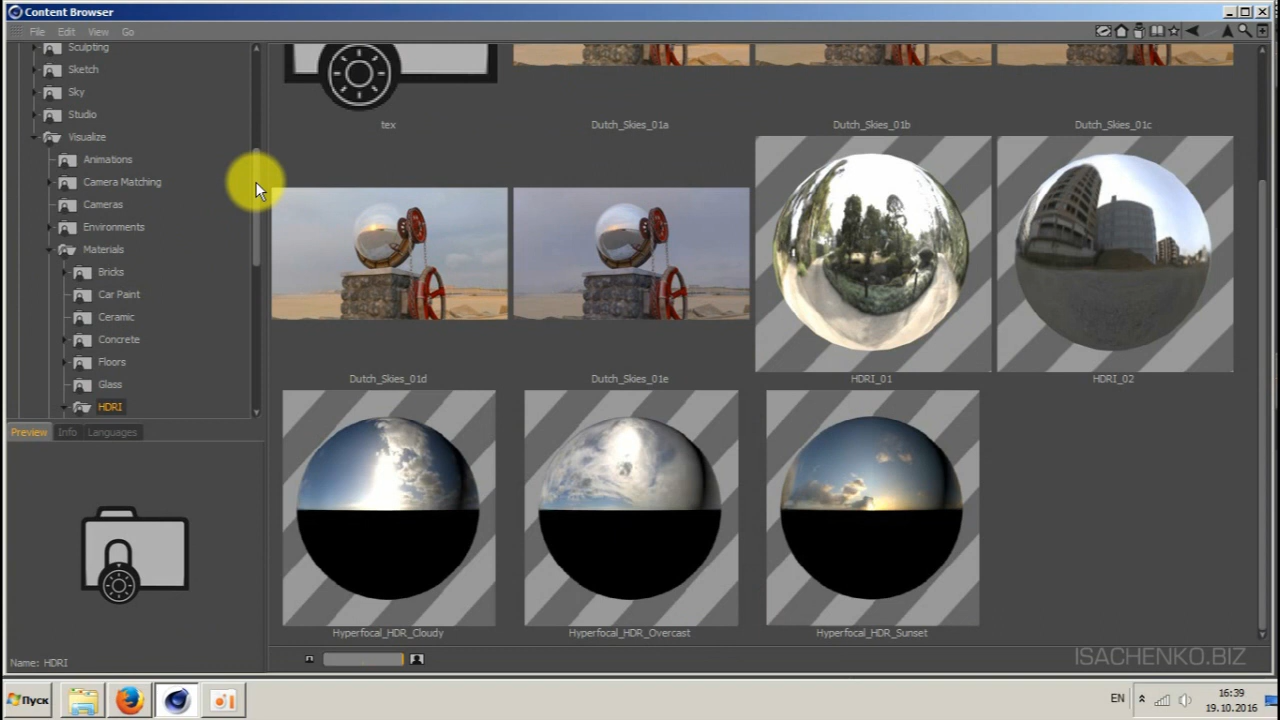 Content Browser
File Edit View Go
Sculpting
Sketch
Sky
Studio
Visualize
Animations
Camera Matching
Cameras
Environments
Materials
Bricks
Car Paint
Ceramic
Concrete
Floors
Glass
HDRI
tex Dutch_Skies_01a Dutch_Skies_01b Dutch_Skies_01c
Dutch_Skies_01d Dutch_Skies_01e HDRI_01 HDRI_02
Hyperfocal_HDR_Cloudy Hyperfocal_HDR_Overcast Hyperfocal_HDR_Sunset
Preview Info Languages
Name: HDRI
ISACHENKO.BIZ
Пуск
EN
16:39
19.10.2016